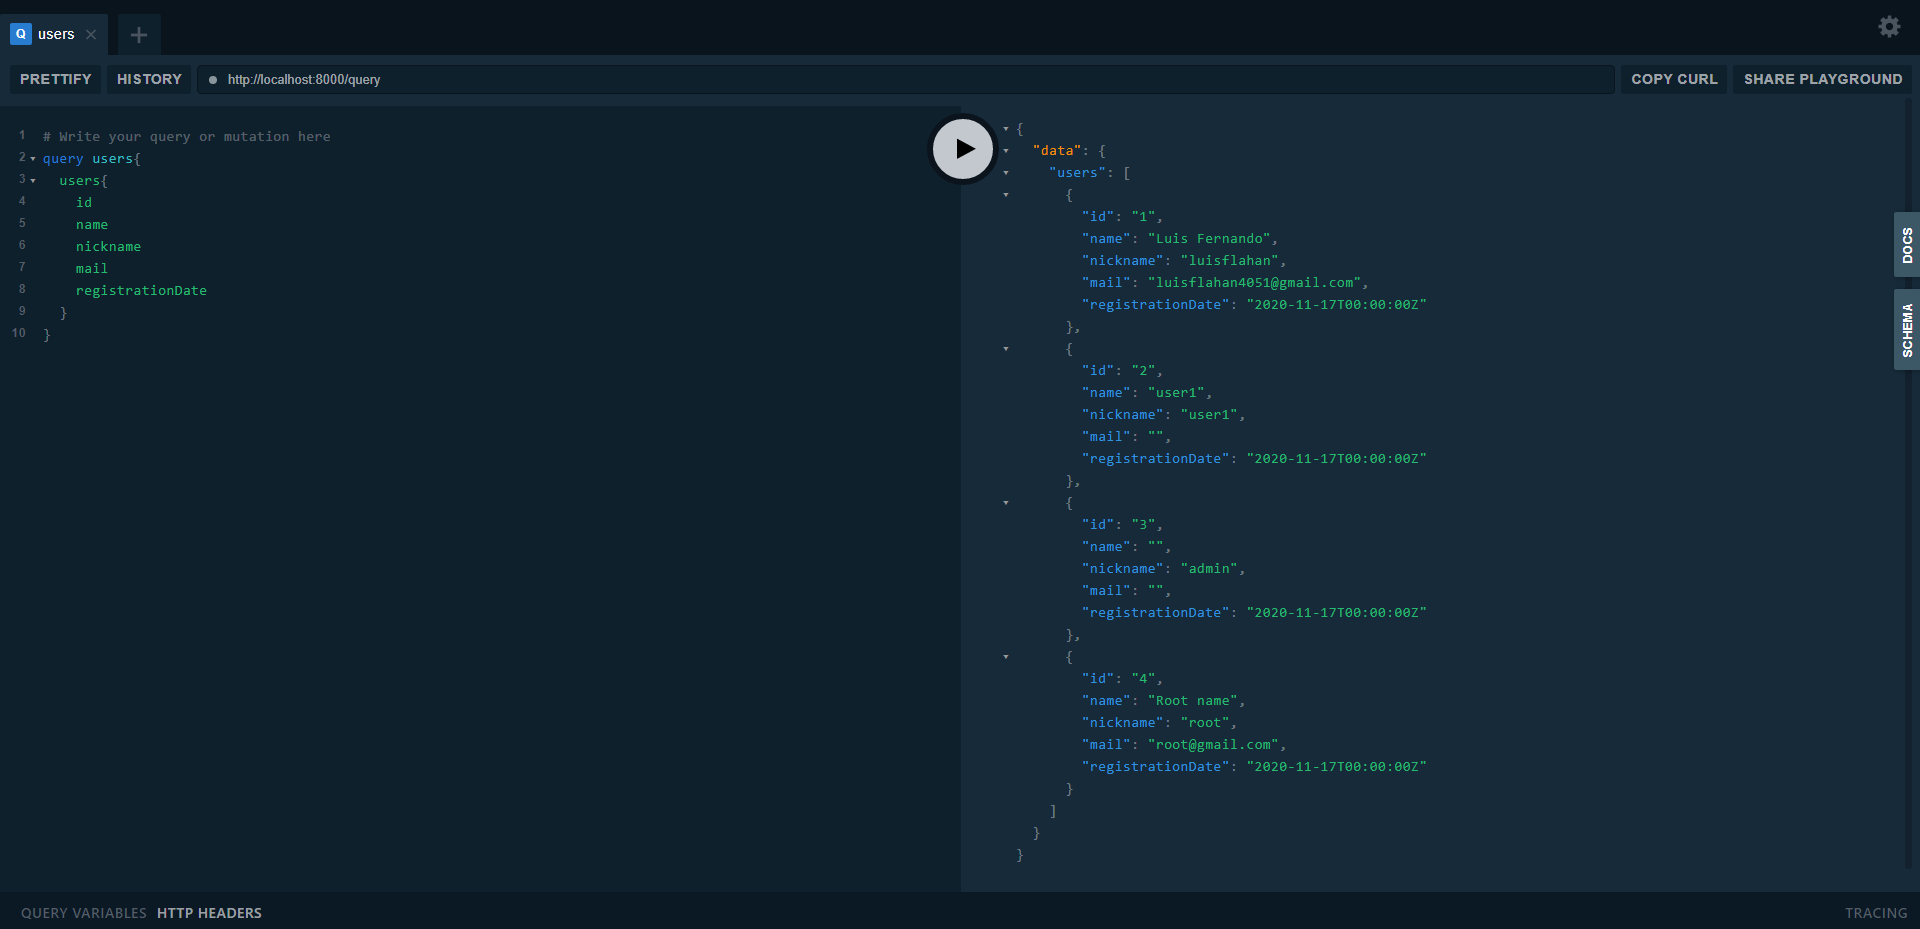 Q users
PRETTIFY HISTORY http://localhost:8000/query COPY CURL SHARE PLAYGROUND
1 # Write your query or mutation here
2 query users{
3 users{
4 id
5 name
6 nickname
7 mail
8 registrationDate
9 }
10 }
{
"data": {
"users": [
{
"id": "1",
"name": "Luis Fernando",
"nickname": "luisflahan",
"mail": "luisflahan4051@gmail.com",
"registrationDate": "2020-11-17T00:00:00Z"
},
{
"id": "2",
"name": "user1",
"nickname": "user1",
"mail": "",
"registrationDate": "2020-11-17T00:00:00Z"
},
{
"id": "3",
"name": "",
"nickname": "admin",
"mail": "",
"registrationDate": "2020-11-17T00:00:00Z"
},
{
"id": "4",
"name": "Root name",
"nickname": "root",
"mail": "root@gmail.com",
"registrationDate": "2020-11-17T00:00:00Z"
}
]
}
}
DOCS
SCHEMA
QUERY VARIABLES HTTP HEADERS TRACING